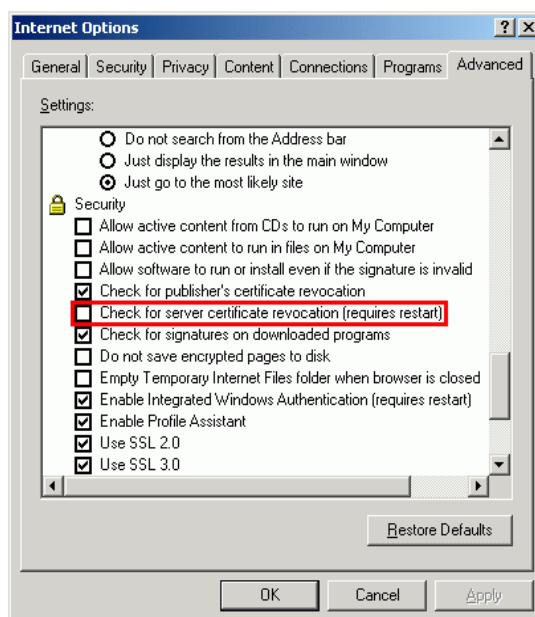 Internet Options
General Security Privacy Content Connections Programs Advanced
Settings:
Do not search from the Address bar
Just display the results in the main window
Just go to the most likely site
Security
Allow active content from CDs to run on My Computer
Allow active content to run in files on My Computer
Allow software to run or install even if the signature is invalid
Check for publisher's certificate revocation
Check for server certificate revocation (requires restart)
Check for signatures on downloaded programs
Do not save encrypted pages to disk
Empty Temporary Internet Files folder when browser is closed
Enable Integrated Windows Authentication (requires restart)
Enable Profile Assistant
Use SSL 2.0
Use SSL 3.0
Restore Defaults
OK Cancel Apply